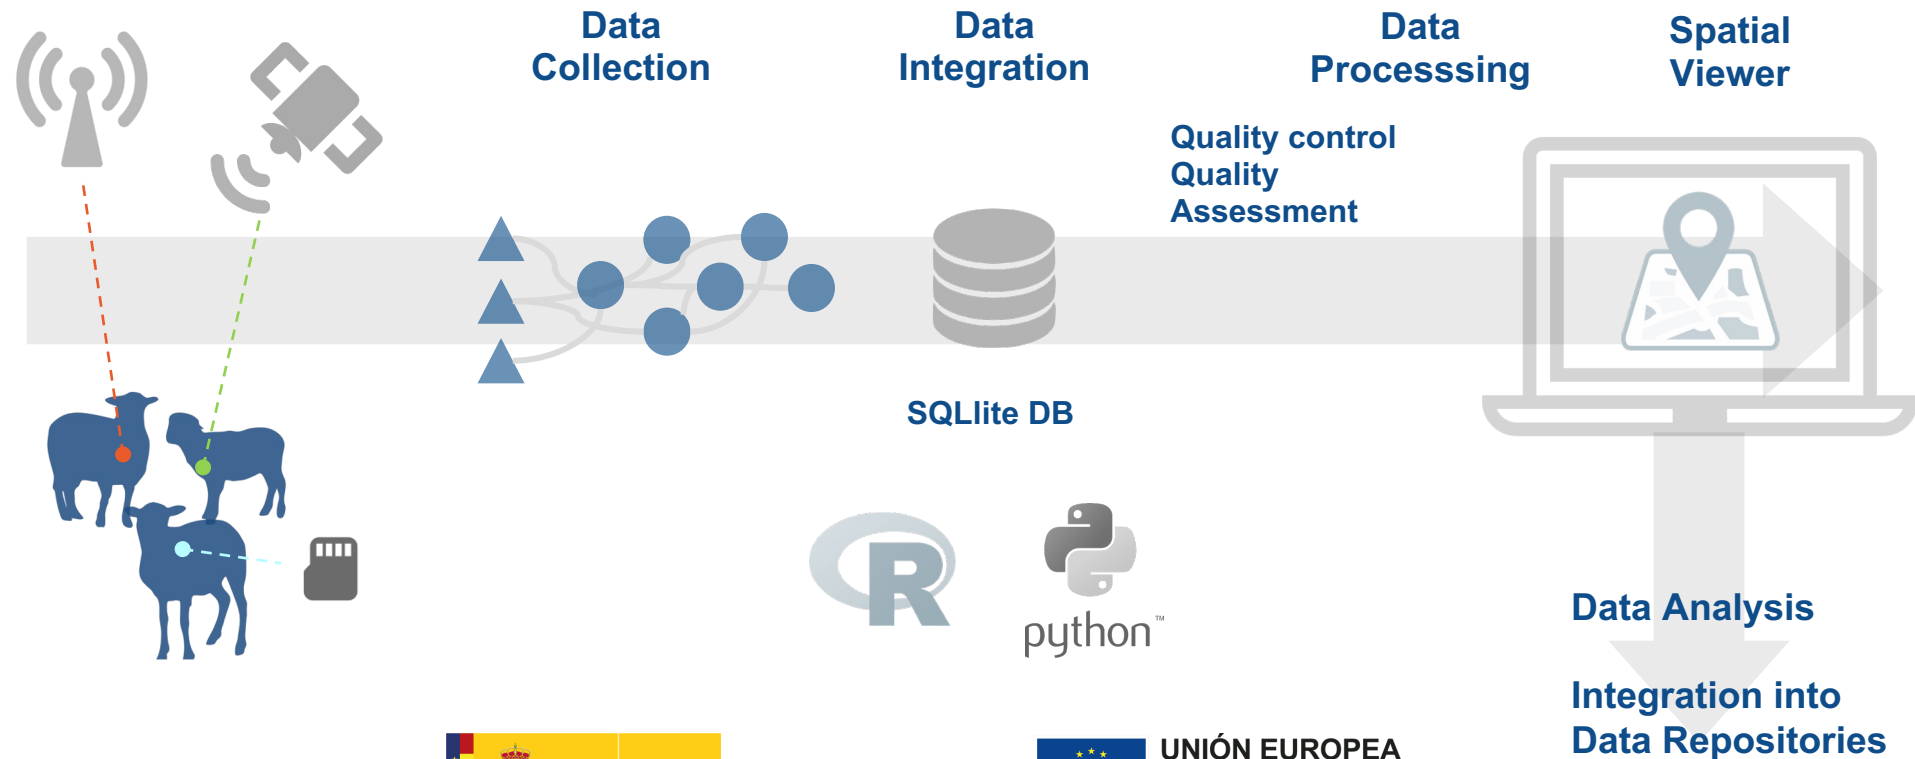 Data
Collection
Data
Integration
Data
Processsing
Spatial
Viewer
Quality control
Quality
Assessment
SQLlite DB
R
python™
Data Analysis
Integration into
Data Repositories
UNIÓN EUROPEA